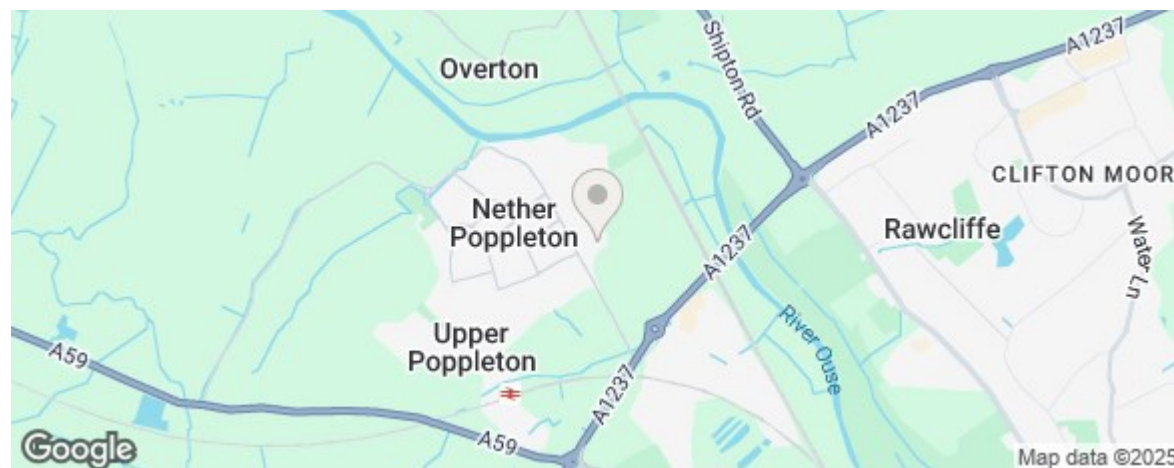 Overton
Shipton Rd
A1237
A1237
CLIFTON MOOR
Nether
Poppleton
Rawcliffe
A1237
Water Ln
River Ouse
Upper
Poppleton
A59
A1237
A59
Google
Map data ©2025